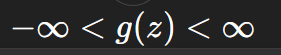 −∞ < g(z) < ∞